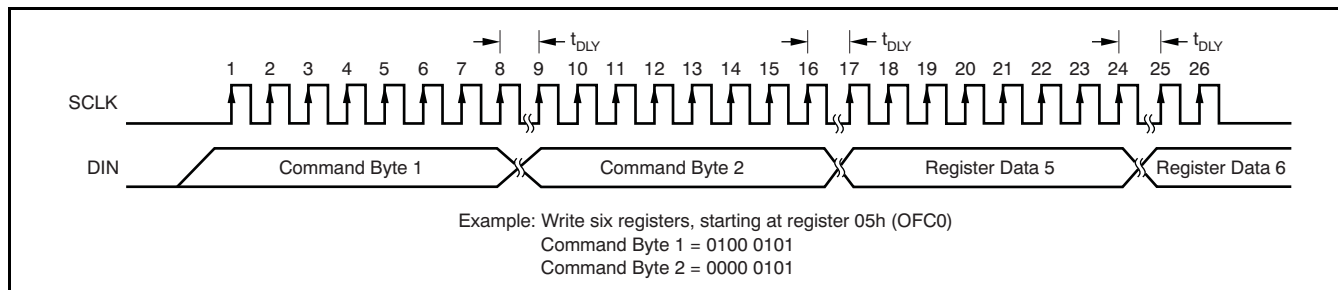 t_DLY t_DLY t_DLY
1 2 3 4 5 6 7 8 9 10 11 12 13 14 15 16 17 18 19 20 21 22 23 24 25 26
SCLK
DIN Command Byte 1 Command Byte 2 Register Data 5 Register Data 6
Example: Write six registers, starting at register 05h (OFC0)
Command Byte 1 = 0100 0101
Command Byte 2 = 0000 0101